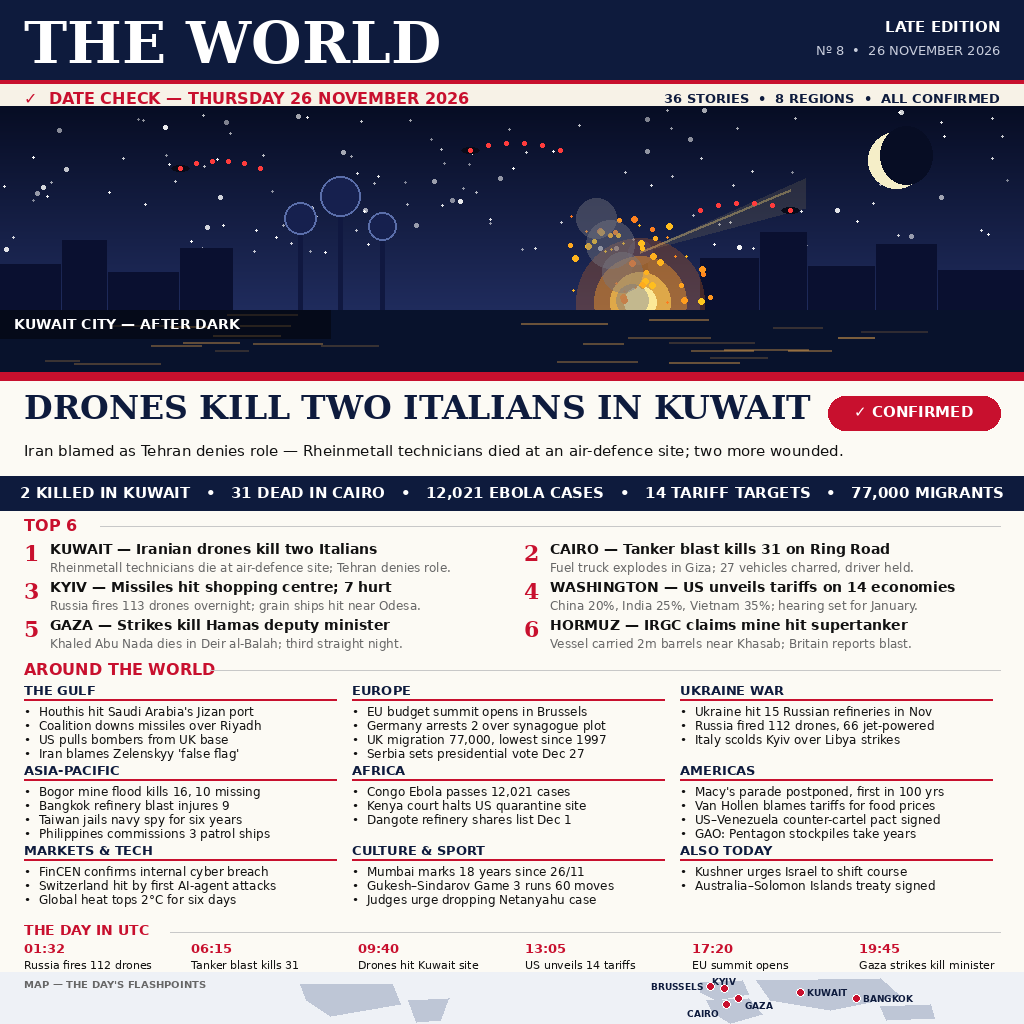 THE WORLD
LATE EDITION
Nº 8 • 26 NOVEMBER 2026
✓ DATE CHECK — THURSDAY 26 NOVEMBER 2026
36 STORIES • 8 REGIONS • ALL CONFIRMED
KUWAIT CITY — AFTER DARK
DRONES KILL TWO ITALIANS IN KUWAIT
✓ CONFIRMED
Iran blamed as Tehran denies role — Rheinmetall technicians died at an air-defence site; two more wounded.
2 KILLED IN KUWAIT • 31 DEAD IN CAIRO • 12,021 EBOLA CASES • 14 TARIFF TARGETS • 77,000 MIGRANTS
TOP 6
1 KUWAIT — Iranian drones kill two Italians
Rheinmetall technicians die at air-defence site; Tehran denies role.
2 CAIRO — Tanker blast kills 31 on Ring Road
Fuel truck explodes in Giza; 27 vehicles charred, driver held.
3 KYIV — Missiles hit shopping centre; 7 hurt
Russia fires 113 drones overnight; grain ships hit near Odesa.
4 WASHINGTON — US unveils tariffs on 14 economies
China 20%, India 25%, Vietnam 35%; hearing set for January.
5 GAZA — Strikes kill Hamas deputy minister
Khaled Abu Nada dies in Deir al-Balah; third straight night.
6 HORMUZ — IRGC claims mine hit supertanker
Vessel carried 2m barrels near Khasab; Britain reports blast.
AROUND THE WORLD
THE GULF
• Houthis hit Saudi Arabia's Jizan port
• Coalition downs missiles over Riyadh
• US pulls bombers from UK base
• Iran blames Zelenskyy 'false flag'
EUROPE
• EU budget summit opens in Brussels
• Germany arrests 2 over synagogue plot
• UK migration 77,000, lowest since 1997
• Serbia sets presidential vote Dec 27
UKRAINE WAR
• Ukraine hit 15 Russian refineries in Nov
• Russia fired 112 drones, 66 jet-powered
• Italy scolds Kyiv over Libya strikes
ASIA-PACIFIC
• Bogor mine flood kills 16, 10 missing
• Bangkok refinery blast injures 9
• Taiwan jails navy spy for six years
• Philippines commissions 3 patrol ships
AFRICA
• Congo Ebola passes 12,021 cases
• Kenya court halts US quarantine site
• Dangote refinery shares list Dec 1
AMERICAS
• Macy's parade postponed, first in 100 yrs
• Van Hollen blames tariffs for food prices
• US–Venezuela counter-cartel pact signed
• GAO: Pentagon stockpiles take years
MARKETS & TECH
• FinCEN confirms internal cyber breach
• Switzerland hit by first AI-agent attacks
• Global heat tops 2°C for six days
CULTURE & SPORT
• Mumbai marks 18 years since 26/11
• Gukesh–Sindarov Game 3 runs 60 moves
• Judges urge dropping Netanyahu case
ALSO TODAY
• Kushner urges Israel to shift course
• Australia–Solomon Islands treaty signed
THE DAY IN UTC
01:32
Russia fires 112 drones
06:15
Tanker blast kills 31
09:40
Drones hit Kuwait site
13:05
US unveils 14 tariffs
17:20
EU summit opens
19:45
Gaza strikes kill minister
MAP — THE DAY'S FLASHPOINTS
BRUSSELS
KYIV
KUWAIT
BANGKOK
GAZA
CAIRO